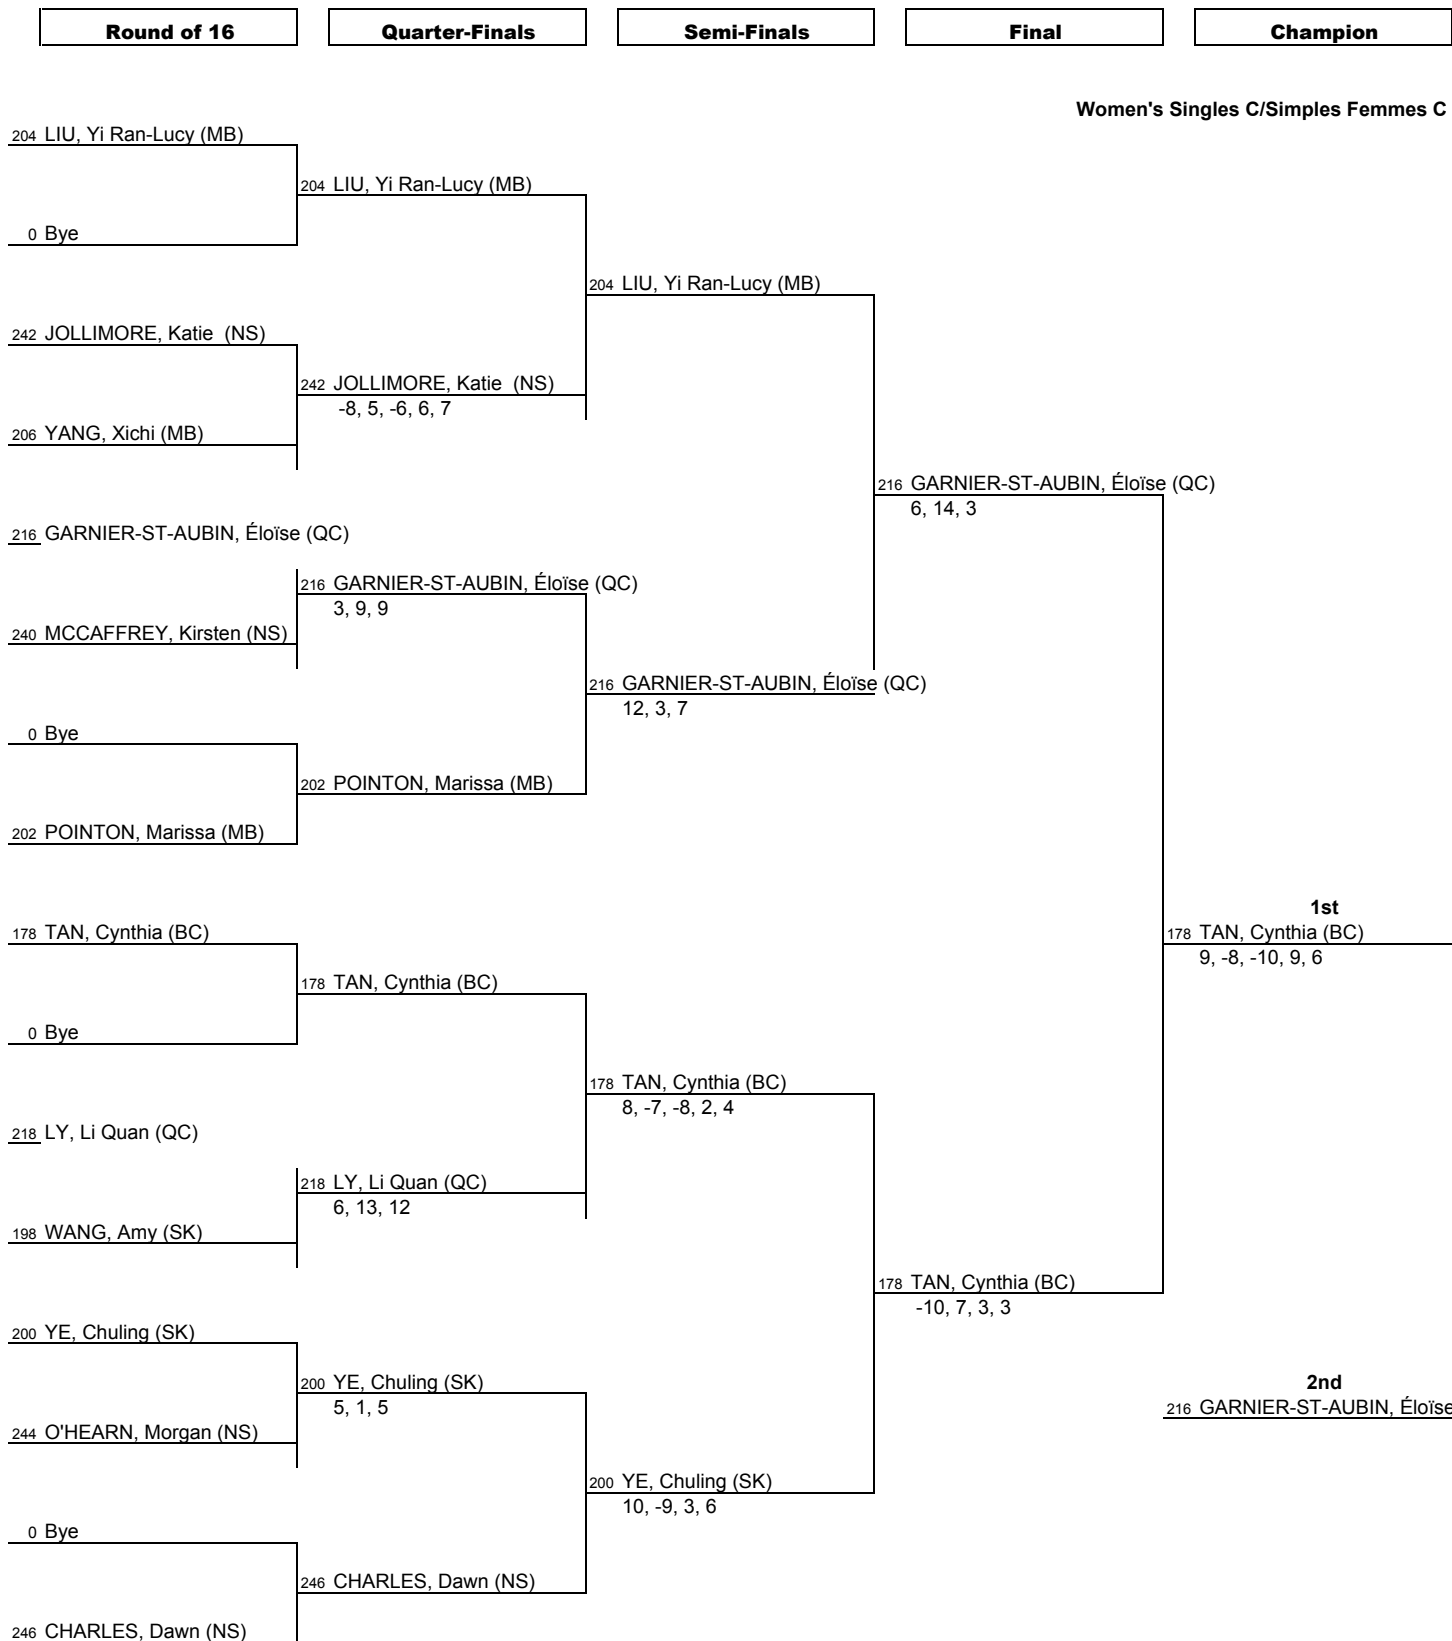 Round of 16 Quarter-Finals Semi-Finals Final Champion
Women's Singles C/Simples Femmes C
204 LIU, Yi Ran-Lucy (MB)
204 LIU, Yi Ran-Lucy (MB)
0 Bye
204 LIU, Yi Ran-Lucy (MB)
242 JOLLIMORE, Katie (NS)
242 JOLLIMORE, Katie (NS)
-8, 5, -6, 6, 7
206 YANG, Xichi (MB)
216 GARNIER-ST-AUBIN, Éloïse (QC)
6, 14, 3
216 GARNIER-ST-AUBIN, Éloïse (QC)
216 GARNIER-ST-AUBIN, Éloïse (QC)
3, 9, 9
240 MCCAFFREY, Kirsten (NS)
216 GARNIER-ST-AUBIN, Éloïse (QC)
12, 3, 7
0 Bye
202 POINTON, Marissa (MB)
202 POINTON, Marissa (MB)
1st
178 TAN, Cynthia (BC)
178 TAN, Cynthia (BC)
9, -8, -10, 9, 6
178 TAN, Cynthia (BC)
0 Bye
178 TAN, Cynthia (BC)
8, -7, -8, 2, 4
218 LY, Li Quan (QC)
218 LY, Li Quan (QC)
6, 13, 12
198 WANG, Amy (SK)
178 TAN, Cynthia (BC)
-10, 7, 3, 3
200 YE, Chuling (SK)
200 YE, Chuling (SK)
5, 1, 5
2nd
216 GARNIER-ST-AUBIN, Éloïse
244 O'HEARN, Morgan (NS)
200 YE, Chuling (SK)
10, -9, 3, 6
0 Bye
246 CHARLES, Dawn (NS)
246 CHARLES, Dawn (NS)